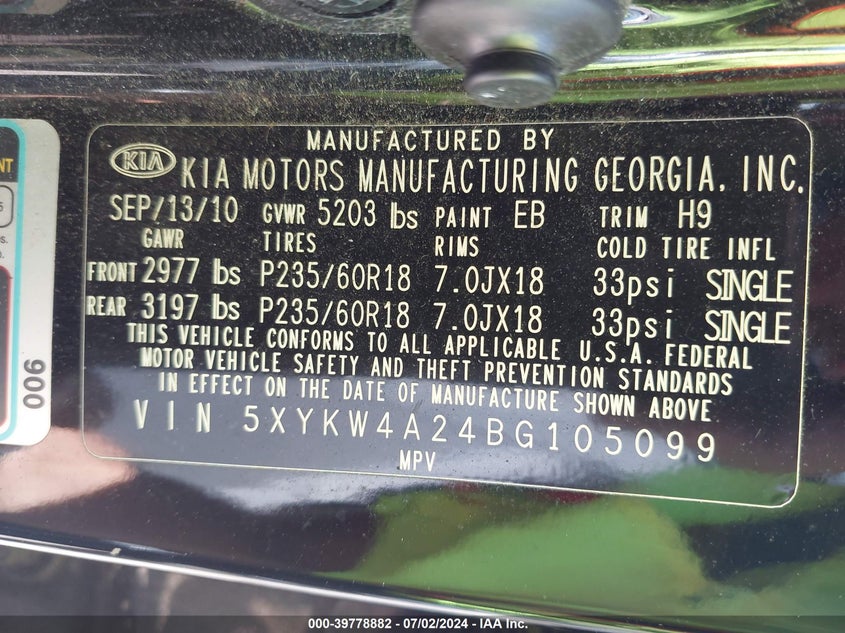 MANUFACTURED BY
KIA KIA MOTORS MANUFACTURING GEORGIA, INC.
SEP/13/10 GVWR 5203 lbs PAINT EB TRIM H9
GAWR TIRES RIMS COLD TIRE INFL
FRONT 2977 lbs P235/60R18 7.0JX18 33psi SINGLE
REAR 3197 lbs P235/60R18 7.0JX18 33psi SINGLE
THIS VEHICLE CONFORMS TO ALL APPLICABLE U.S.A. FEDERAL
MOTOR VEHICLE SAFETY AND THEFT PREVENTION STANDARDS
IN EFFECT ON THE DATE OF MANUFACTURE SHOWN ABOVE
VIN 5XYKW4A24BG105099
MPV
006
000-39778882 - 07/02/2024 - IAA Inc.